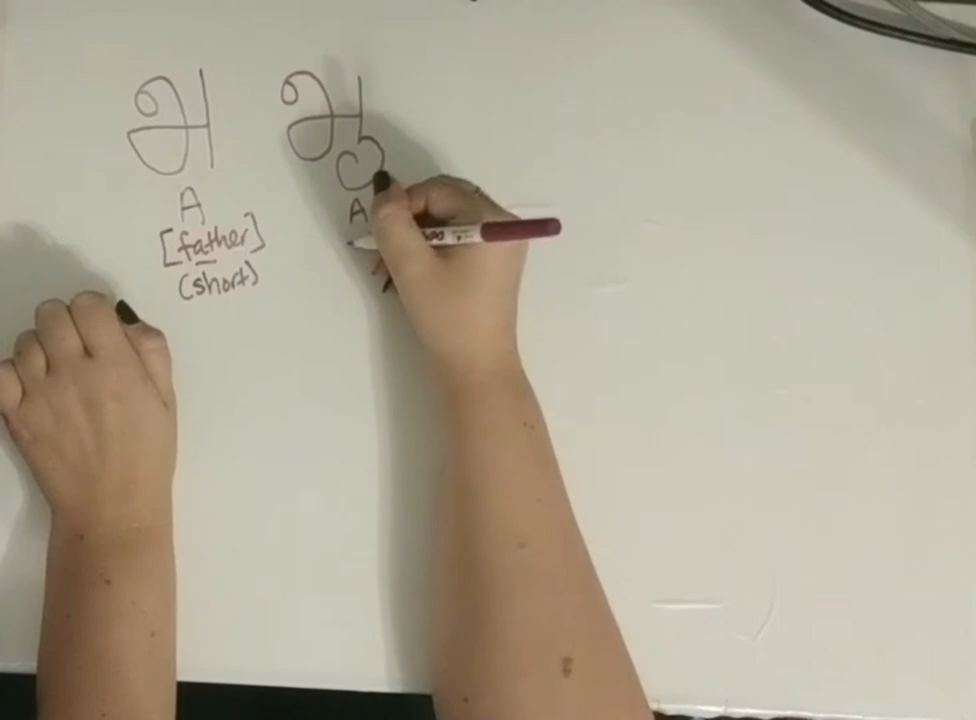 அ ஆ
A A
[father]
(short)